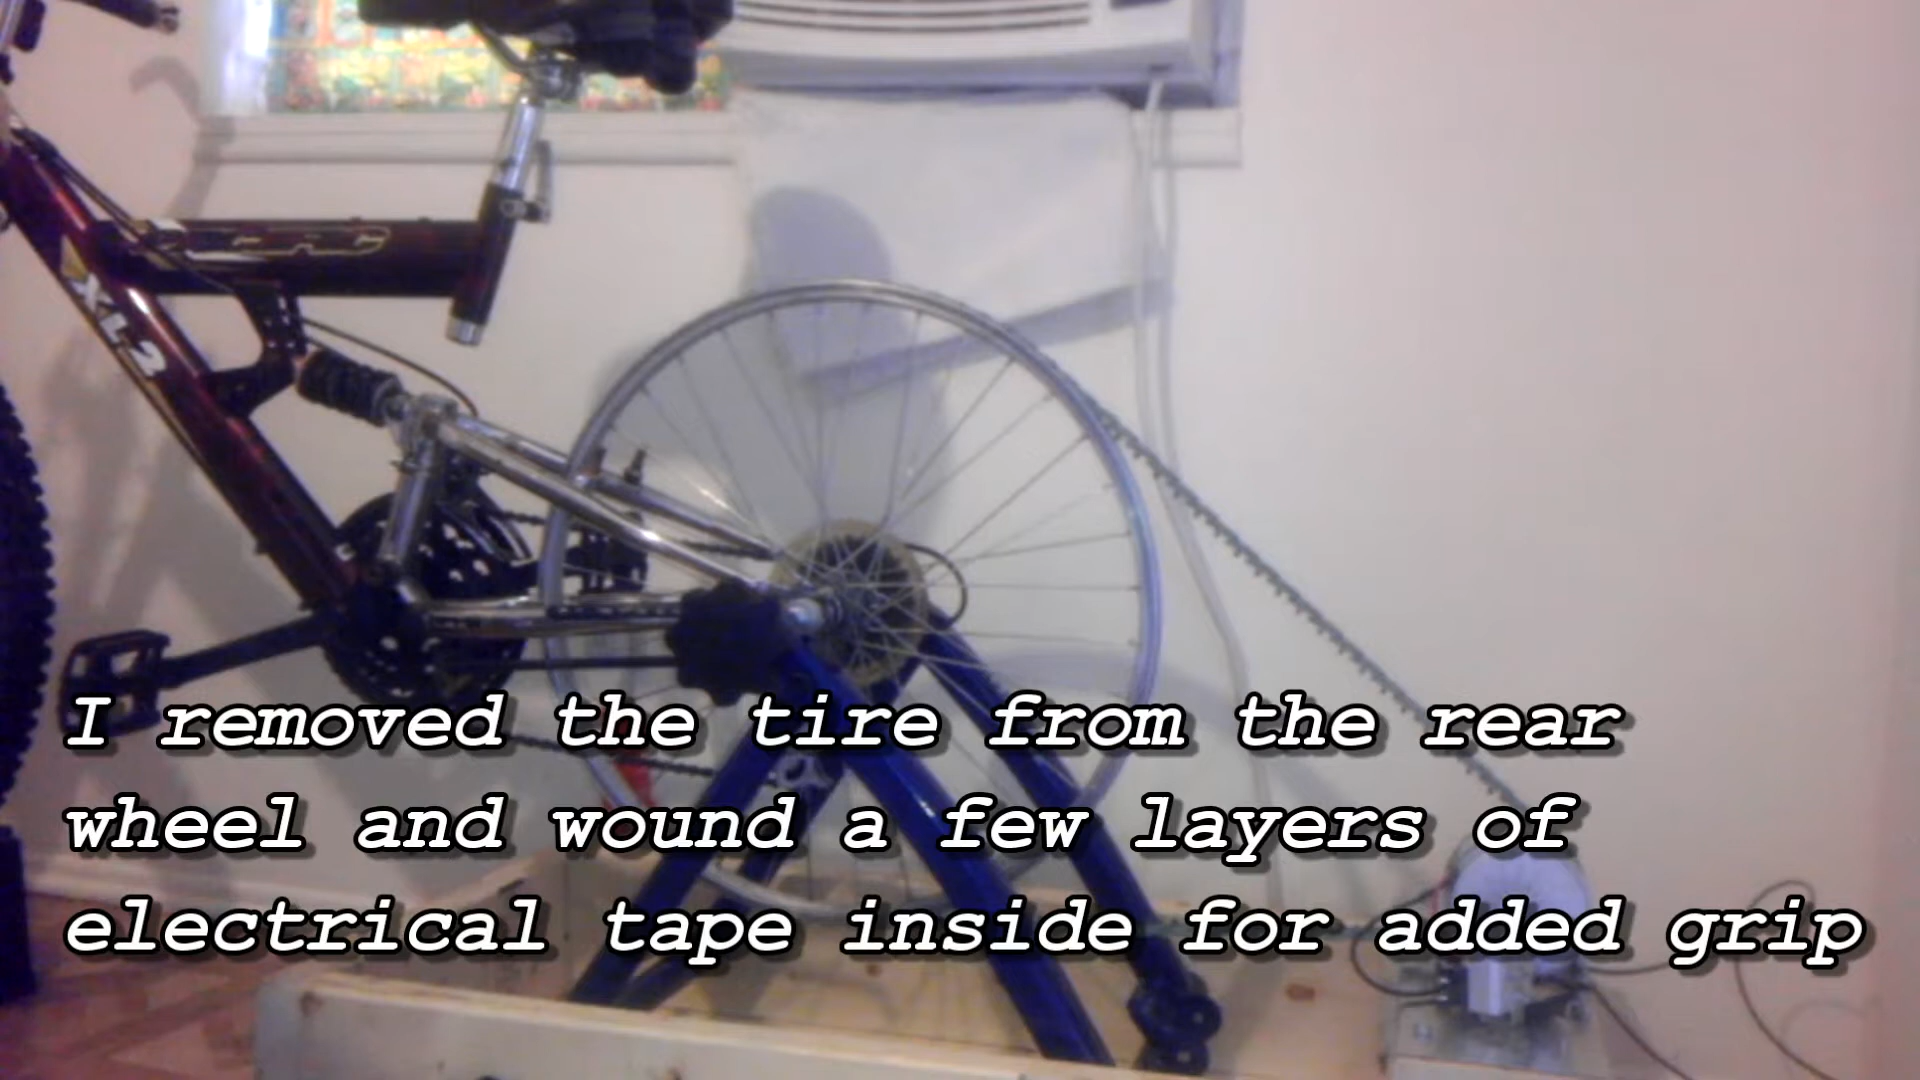 XL2
I removed the tire from the rear
wheel and wound a few layers of
electrical tape inside for added grip